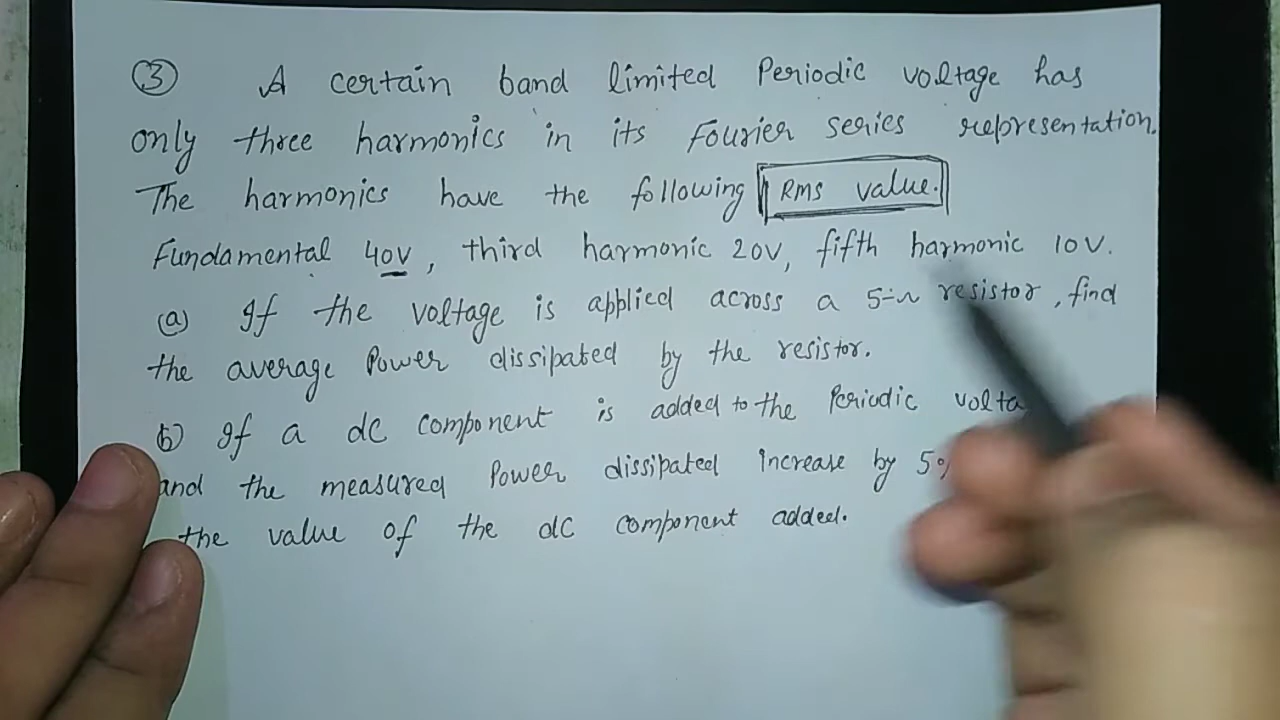 ③ A certain band limited Periodic voltage has
only three harmonics in its Fourier series representation.
The harmonics have the following RMS value.
Fundamental 40V, third harmonic 20V, fifth harmonic 10V.
(a) If the voltage is applied across a 5-Ω resistor, find
the average Power dissipated by the resistor.
(b) If a dc component is added to the Periodic
and the measured Power dissipated increase by
the value of the dc component added.